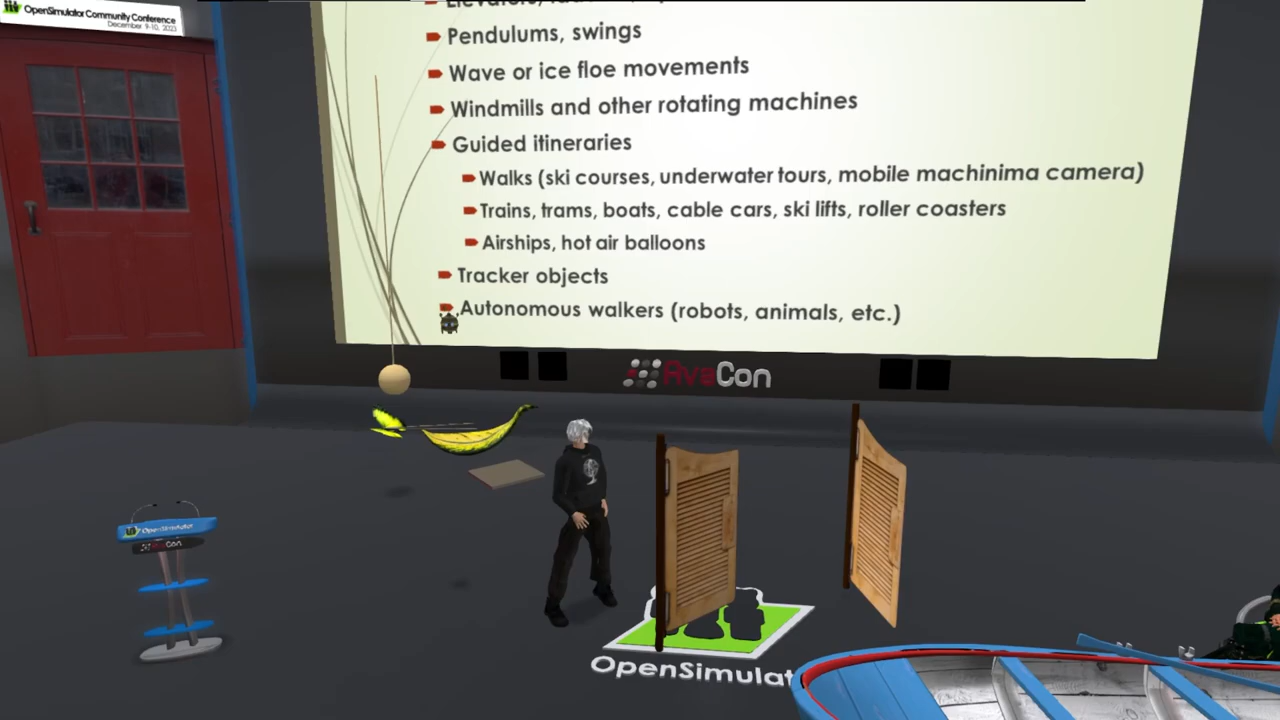 OpenSimulator Community Conference
December 9-10, 2023
Elevators,
Pendulums, swings
Wave or ice floe movements
Windmills and other rotating machines
Guided itineraries
Walks (ski courses, underwater tours, mobile machinima camera)
Trains, trams, boats, cable cars, ski lifts, roller coasters
Airships, hot air balloons
Tracker objects
Autonomous walkers (robots, animals, etc.)
AvaCon
OpenSimulator
AvaCon
OpenSimulat